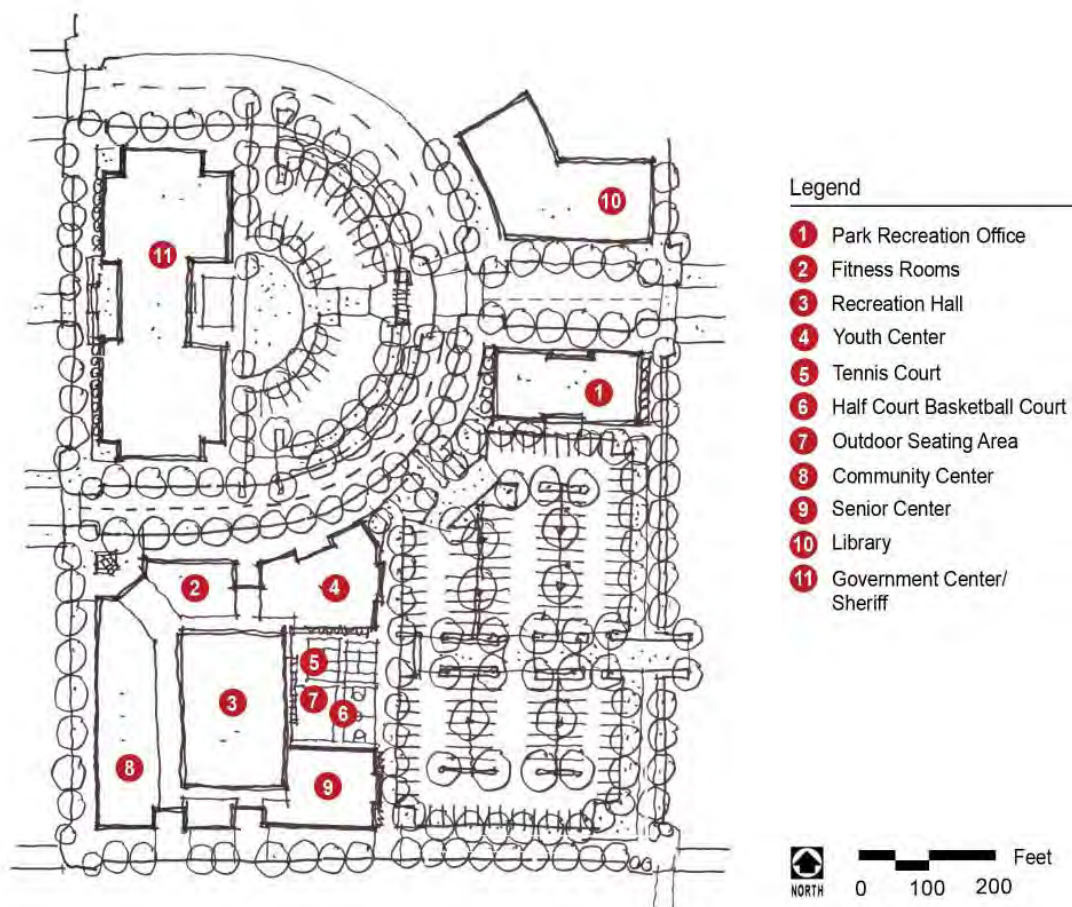 10
11
1
2
4
5
3
7
6
8
9
Legend
1 Park Recreation Office
2 Fitness Rooms
3 Recreation Hall
4 Youth Center
5 Tennis Court
6 Half Court Basketball Court
7 Outdoor Seating Area
8 Community Center
9 Senior Center
10 Library
11 Government Center/
Sheriff
NORTH
0 100 200 Feet